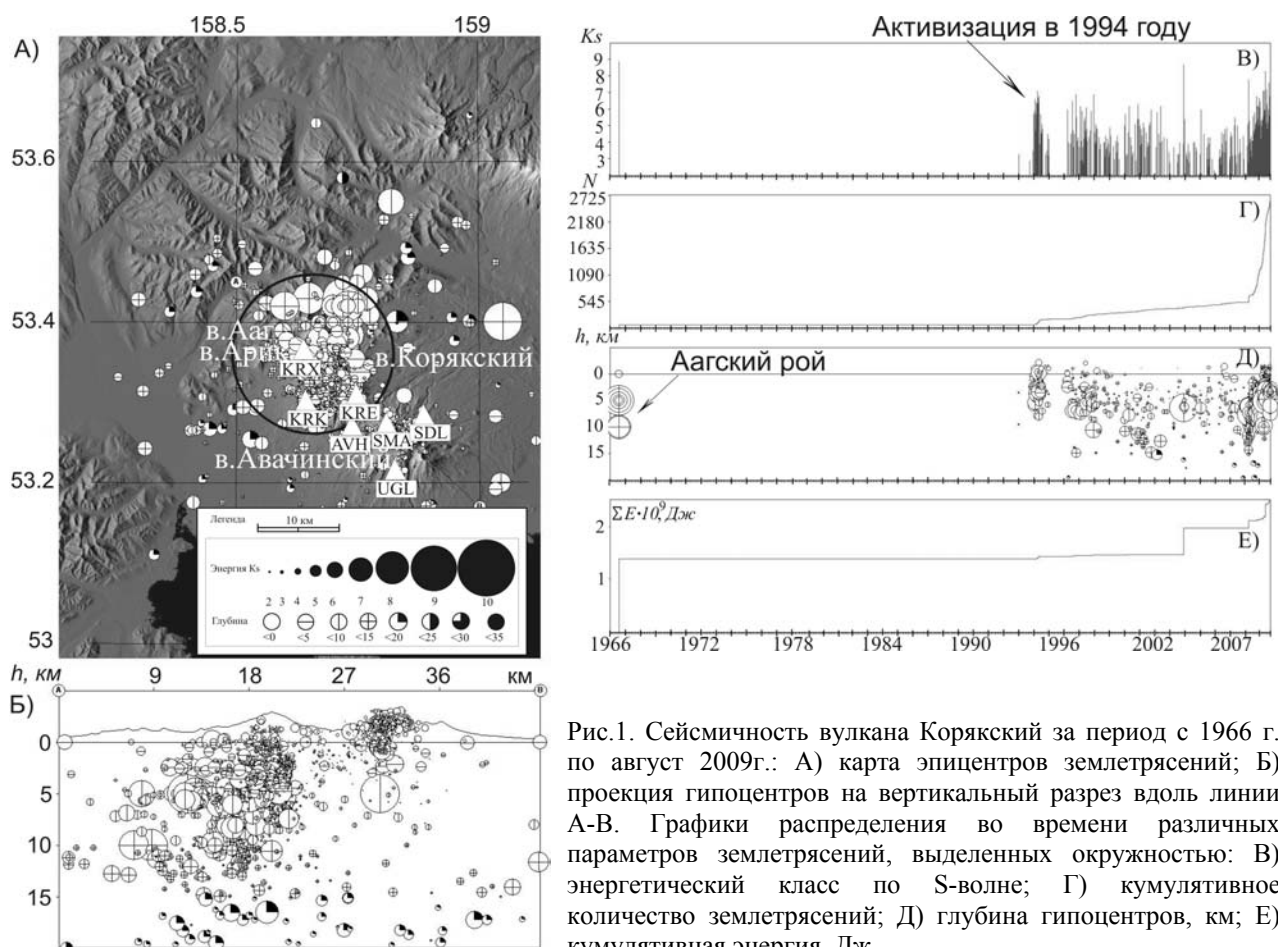 158.5 159
А)
53.6
53.4
53.2
53
в.Ааг
в.Арик
в.Корякский
KRX
KRK
KRE
AVH
SMA
SDL
UGL
в.Авачинский
Легенда
10 км
Энергия Ks
2 3 4 5 6 7 8 9 10
Глубина
<0 <5 <10 <15 <20 <25 <30 <35
h, км 9 18 27 36 км
А В
Б)
0
5
10
15
Активизация в 1994 году
Ks
В)
9
8
7
6
5
4
3
N
Г)
2725
2180
1635
1090
545
h, км
Д)
Аагский рой
0
5
10
15
20
ΣE·10,⁹Дж
Е)
2
1
1966 1972 1978 1984 1990 1996 2002 2007
Рис.1. Сейсмичность вулкана Корякский за период с 1966 г.
по август 2009г.: А) карта эпицентров землетрясений; Б)
проекция гипоцентров на вертикальный разрез вдоль линии
А-В. Графики распределения во времени различных
параметров землетрясений, выделенных окружностью: В)
энергетический класс по S-волне; Г) кумулятивное
количество землетрясений; Д) глубина гипоцентров, км; Е)
кумулятивная энергия, Дж